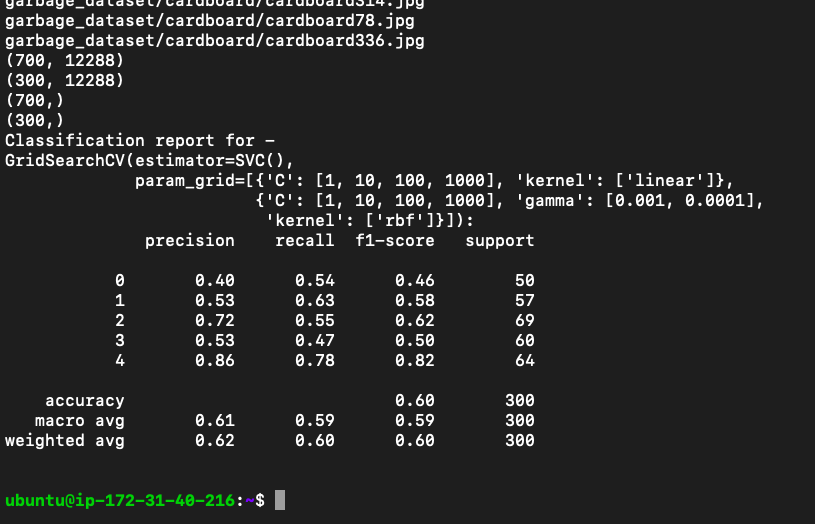 garbage_dataset/cardboard/cardboard314.jpg
garbage_dataset/cardboard/cardboard78.jpg
garbage_dataset/cardboard/cardboard336.jpg
(700, 12288)
(300, 12288)
(700,)
(300,)
Classification report for -
GridSearchCV(estimator=SVC(),
             param_grid=[{'C': [1, 10, 100, 1000], 'kernel': ['linear']},
                         {'C': [1, 10, 100, 1000], 'gamma': [0.001, 0.0001],
                          'kernel': ['rbf']}]):
              precision    recall  f1-score   support

           0       0.40      0.54      0.46        50
           1       0.53      0.63      0.58        57
           2       0.72      0.55      0.62        69
           3       0.53      0.47      0.50        60
           4       0.86      0.78      0.82        64

    accuracy                           0.60       300
   macro avg       0.61      0.59      0.59       300
weighted avg       0.62      0.60      0.60       300

ubuntu@ip-172-31-40-216:~$